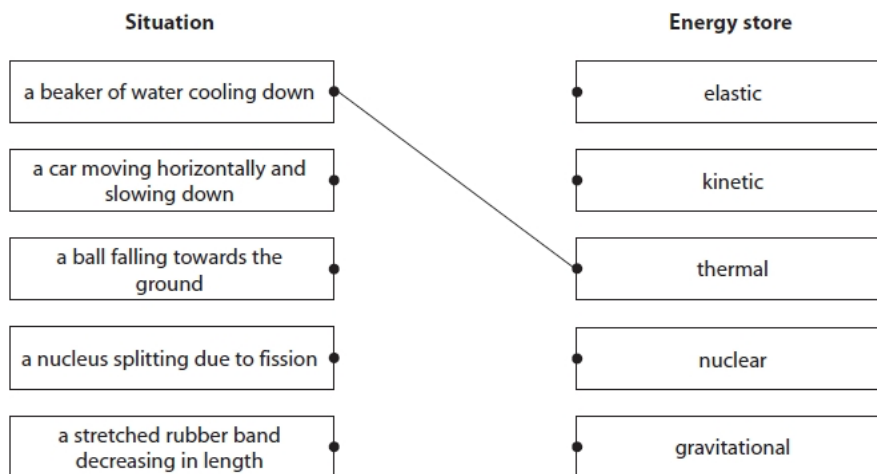 Situation
Energy store
a beaker of water cooling down
elastic
a car moving horizontally and
slowing down
kinetic
a ball falling towards the
ground
thermal
a nucleus splitting due to fission
nuclear
a stretched rubber band
decreasing in length
gravitational